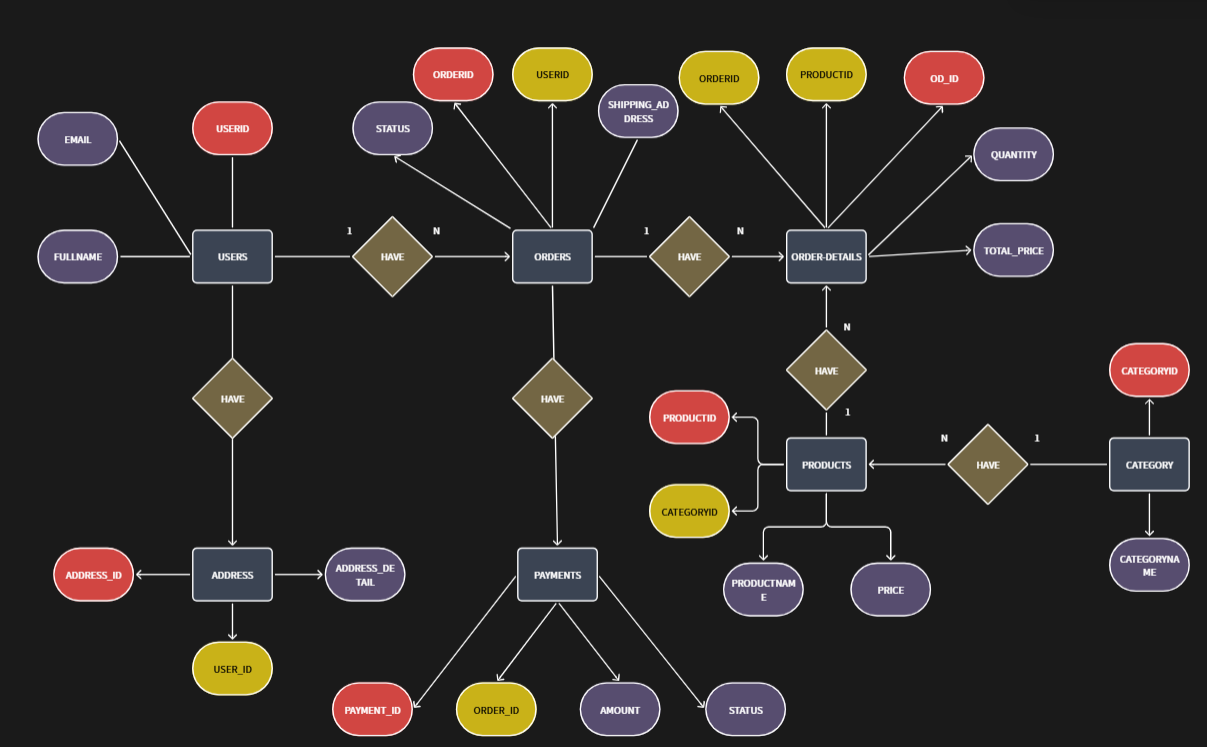 ORDERID
USERID
ORDERID
PRODUCTID
OD_ID
SHIPPING_AD
DRESS
EMAIL
USERID
STATUS
QUANTITY
1
N
1
N
FULLNAME
USERS
HAVE
ORDERS
HAVE
ORDER-DETAILS
TOTAL_PRICE
N
HAVE
CATEGORYID
HAVE
HAVE
1
PRODUCTID
N
1
PRODUCTS
HAVE
CATEGORY
CATEGORYID
ADDRESS_ID
ADDRESS
ADDRESS_DE
TAIL
PAYMENTS
PRODUCTNAM
E
PRICE
CATEGORYNA
ME
USER_ID
PAYMENT_ID
ORDER_ID
AMOUNT
STATUS